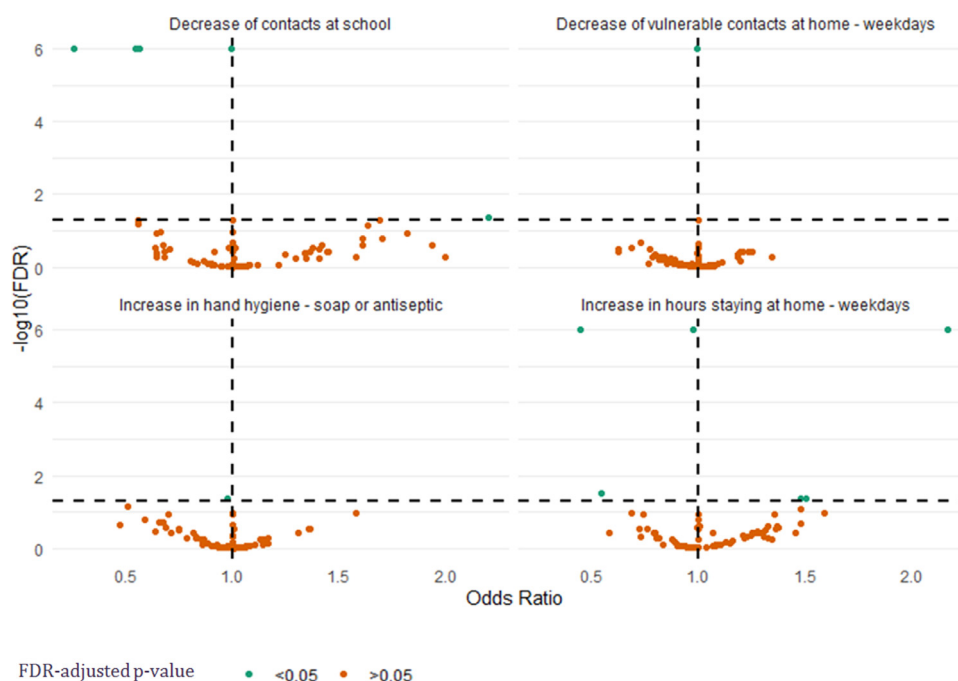 Decrease of contacts at school
Decrease of vulnerable contacts at home - weekdays
6
4
2
0
Increase in hand hygiene - soap or antiseptic
Increase in hours staying at home - weekdays
6
4
2
0
-log10(FDR)
0.5 1.0 1.5 2.0
0.5 1.0 1.5 2.0
Odds Ratio
FDR-adjusted p-value <0.05 >0.05